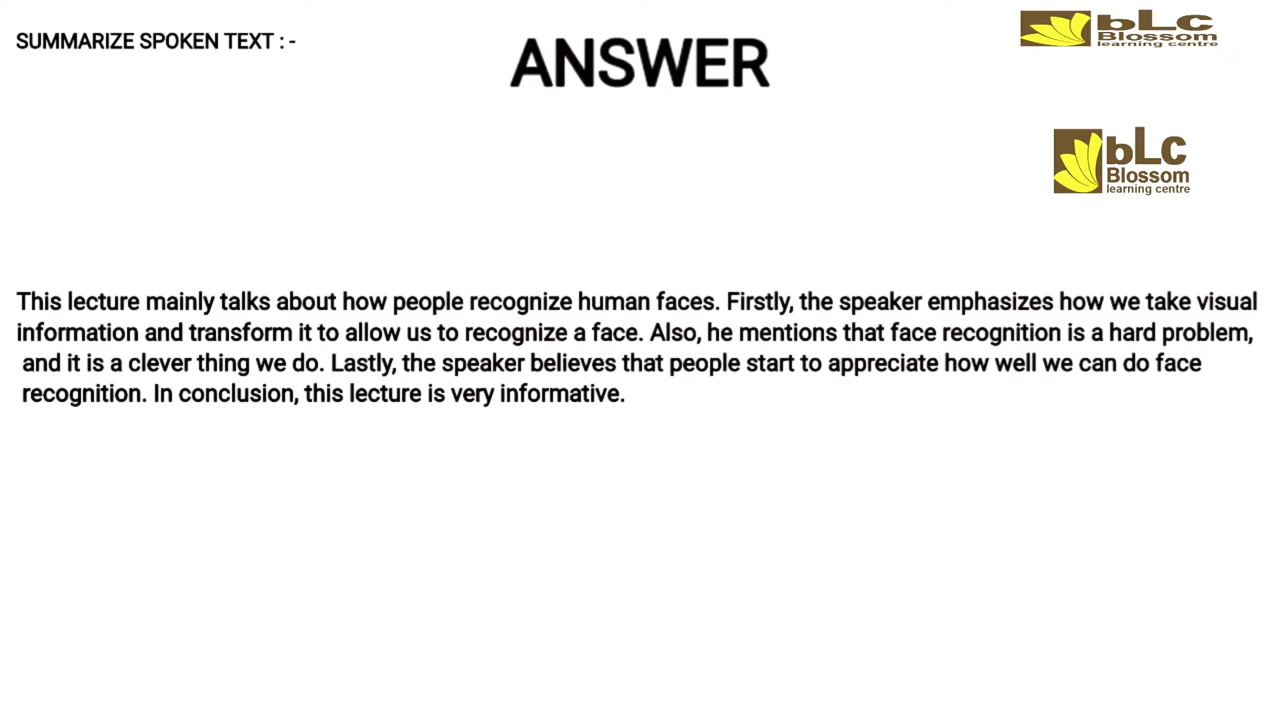 SUMMARIZE SPOKEN TEXT : -
ANSWER
bLc
Blossom
learning centre
bLc
Blossom
learning centre
This lecture mainly talks about how people recognize human faces. Firstly, the speaker emphasizes how we take visual
information and transform it to allow us to recognize a face. Also, he mentions that face recognition is a hard problem,
and it is a clever thing we do. Lastly, the speaker believes that people start to appreciate how well we can do face
recognition. In conclusion, this lecture is very informative.